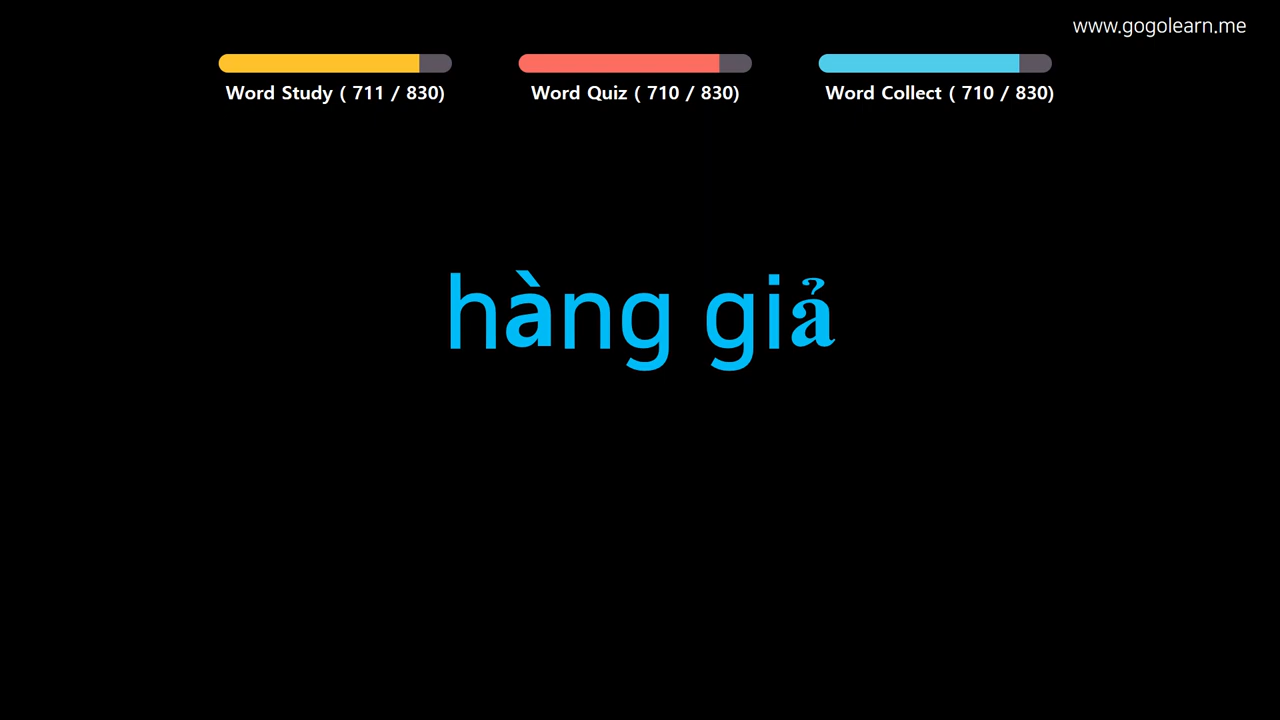 www.gogolearn.me
Word Study ( 711 / 830)
Word Quiz ( 710 / 830)
Word Collect ( 710 / 830)
hàng giả